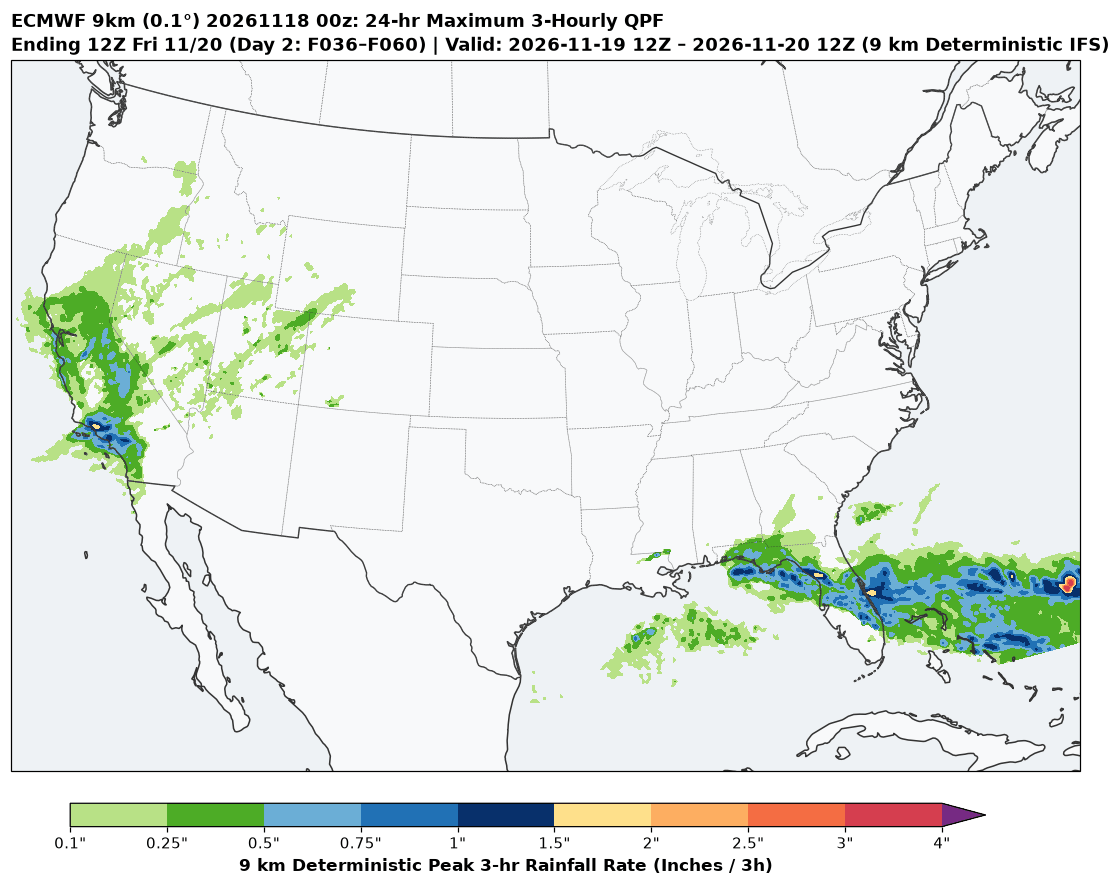 ECMWF 9km (0.1°) 20261118 00z: 24-hr Maximum 3-Hourly QPF
Ending 12Z Fri 11/20 (Day 2: F036–F060) | Valid: 2026-11-19 12Z – 2026-11-20 12Z (9 km Deterministic IFS)
0.1" 0.25" 0.5" 0.75" 1" 1.5" 2" 2.5" 3" 4"
9 km Deterministic Peak 3-hr Rainfall Rate (Inches / 3h)